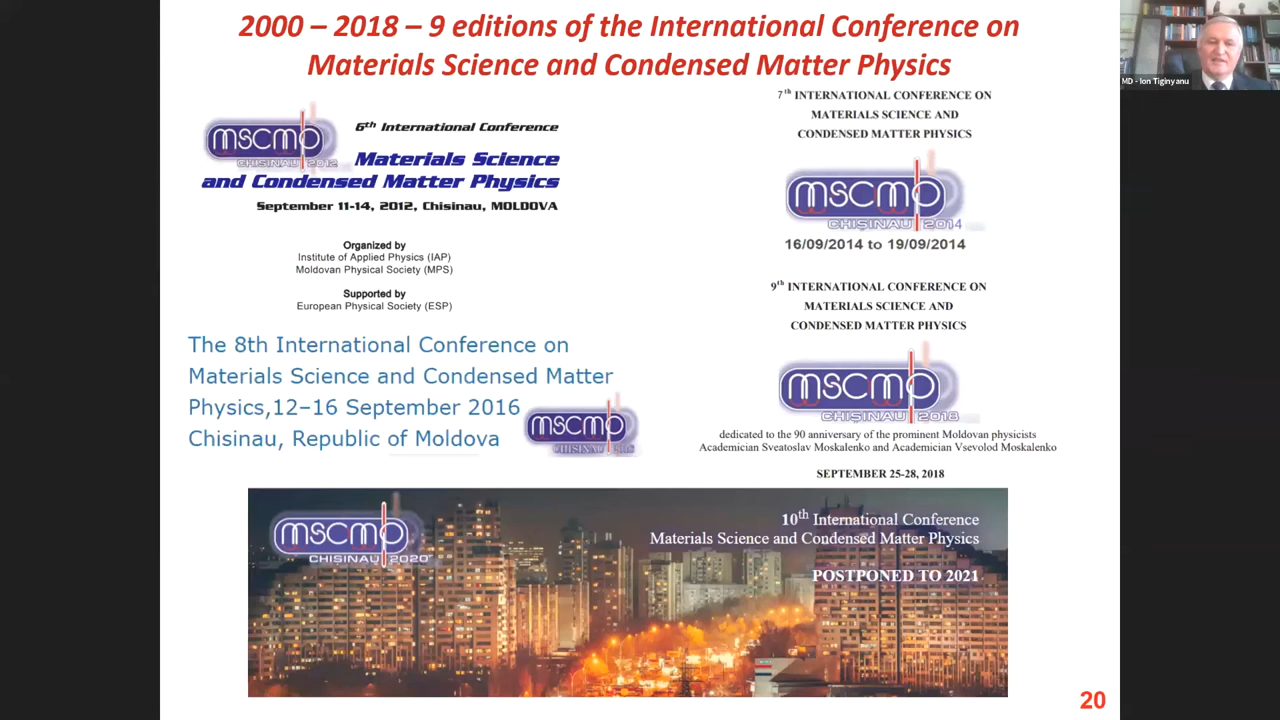 2000 – 2018 – 9 editions of the International Conference on
Materials Science and Condensed Matter Physics
MD - Ion Tiginyanu
MSCMP
CHISINAU 2012
6th International Conference
Materials Science
and Condensed Matter Physics
September 11-14, 2012, Chisinau, MOLDOVA
Organized by
Institute of Applied Physics (IAP)
Moldovan Physical Society (MPS)
Supported by
European Physical Society (ESP)
7th INTERNATIONAL CONFERENCE ON
MATERIALS SCIENCE AND
CONDENSED MATTER PHYSICS
MSCMP
CHIȘINAU 2014
16/09/2014 to 19/09/2014
The 8th International Conference on
Materials Science and Condensed Matter
Physics,12–16 September 2016
Chisinau, Republic of Moldova
MSCMP
CHISINAU 2016
9th INTERNATIONAL CONFERENCE ON
MATERIALS SCIENCE AND
CONDENSED MATTER PHYSICS
MSCMP
CHIȘINAU 2018
dedicated to the 90 anniversary of the prominent Moldovan physicists
Academician Sveatoslav Moskalenko and Academician Vsevolod Moskalenko
SEPTEMBER 25-28, 2018
MSCMP
CHISINAU 2020
10th International Conference
Materials Science and Condensed Matter Physics
POSTPONED TO 2021
20